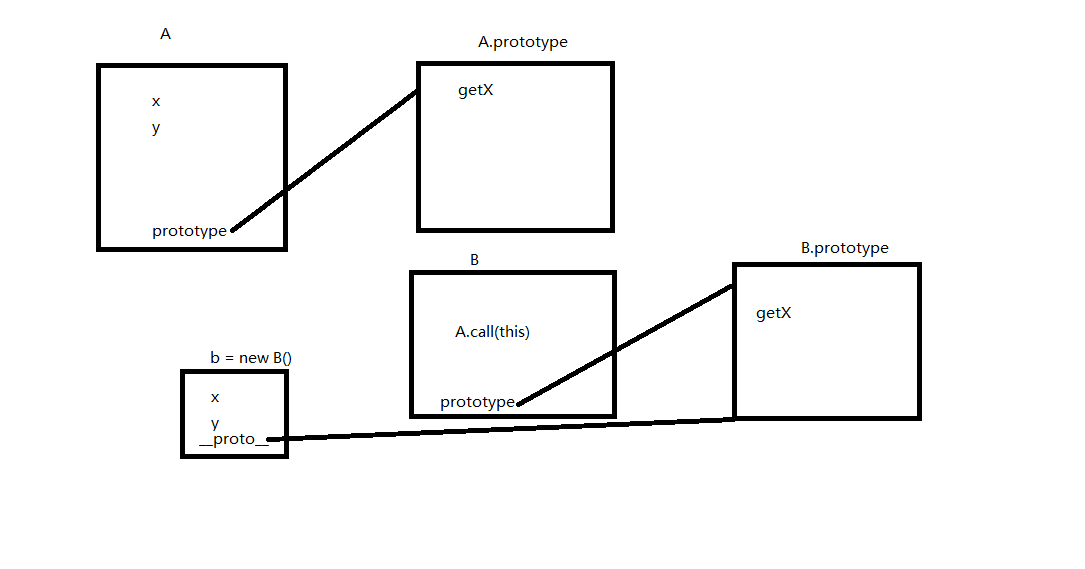 A
A.prototype
x
y
getX
prototype
B
B.prototype
A.call(this)
getX
prototype
b = new B()
x
y
__proto__